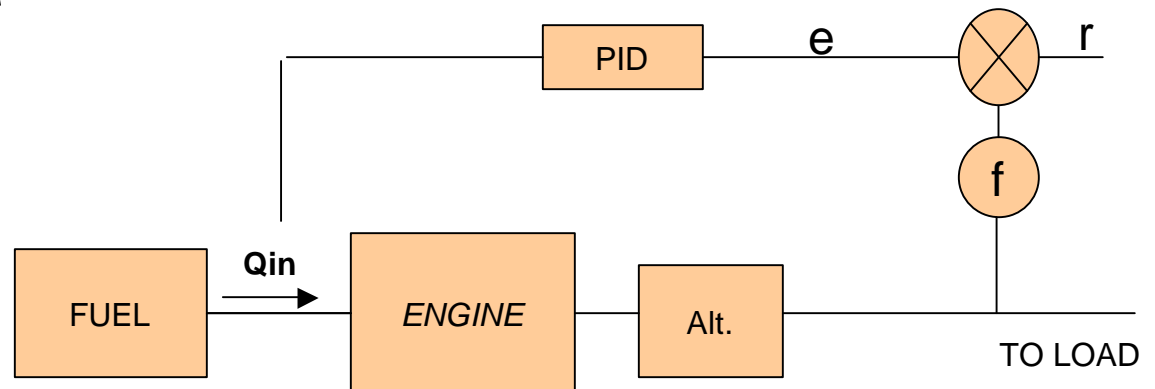 PID
e
r
f
Qin
FUEL
ENGINE
Alt.
TO LOAD